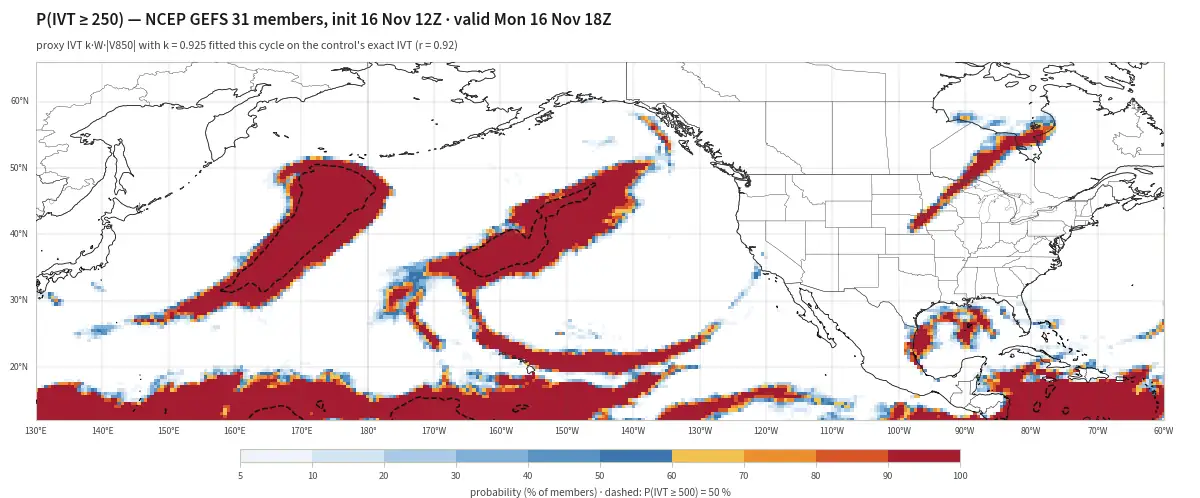 P(IVT ≥ 250) — NCEP GEFS 31 members, init 16 Nov 12Z · valid Mon 16 Nov 18Z
proxy IVT k·W·|V850| with k = 0.925 fitted this cycle on the control's exact IVT (r = 0.92)
60°N
50°N
40°N
30°N
20°N
130°E 140°E 150°E 160°E 170°E 180° 170°W 160°W 150°W 140°W 130°W 120°W 110°W 100°W 90°W 80°W 70°W 60°W
5 10 20 30 40 50 60 70 80 90 100
probability (% of members) · dashed: P(IVT ≥ 500) = 50 %